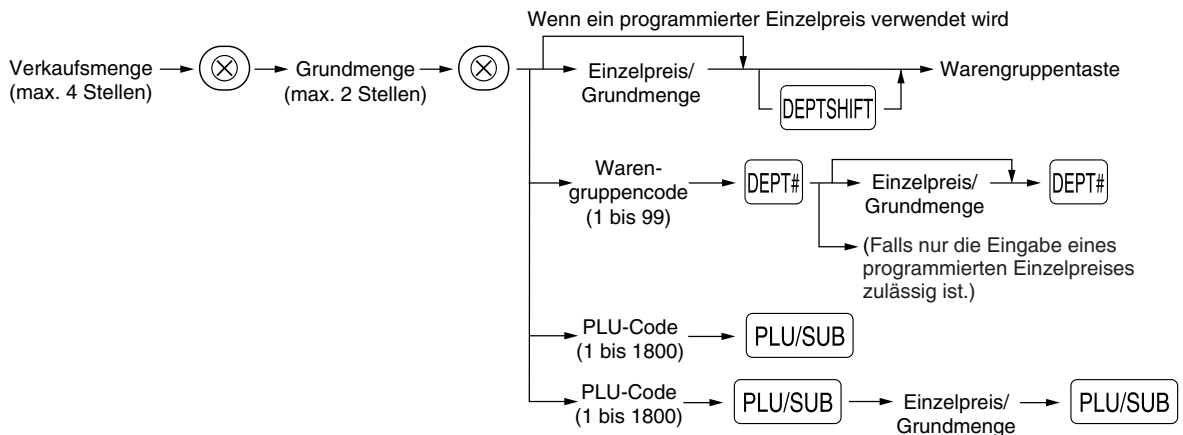 Wenn ein programmierter Einzelpreis verwendet wird
Verkaufsmenge
(max. 4 Stellen)
⊗
Grundmenge
(max. 2 Stellen)
⊗
Einzelpreis/
Grundmenge
DEPTSHIFT
Warengruppentaste
Waren-
gruppencode
(1 bis 99)
DEPT#
Einzelpreis/
Grundmenge
DEPT#
(Falls nur die Eingabe eines
programmierten Einzelpreises
zulässig ist.)
PLU-Code
(1 bis 1800)
PLU/SUB
PLU-Code
(1 bis 1800)
PLU/SUB
Einzelpreis/
Grundmenge
PLU/SUB